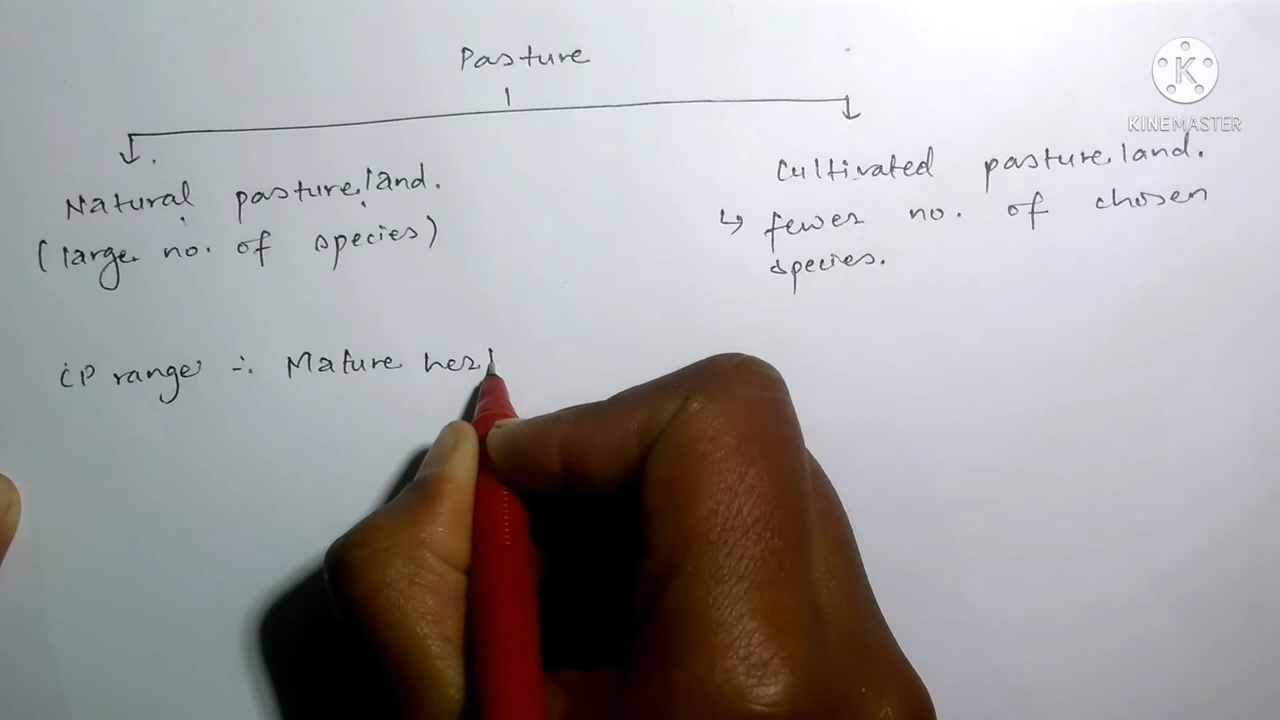 Pasture
Natural pasture land.
(large no. of species)
Cultivated pasture land.
↳ fewer no. of chosen
species.
CP range :- Mature her
K
KINEMASTER